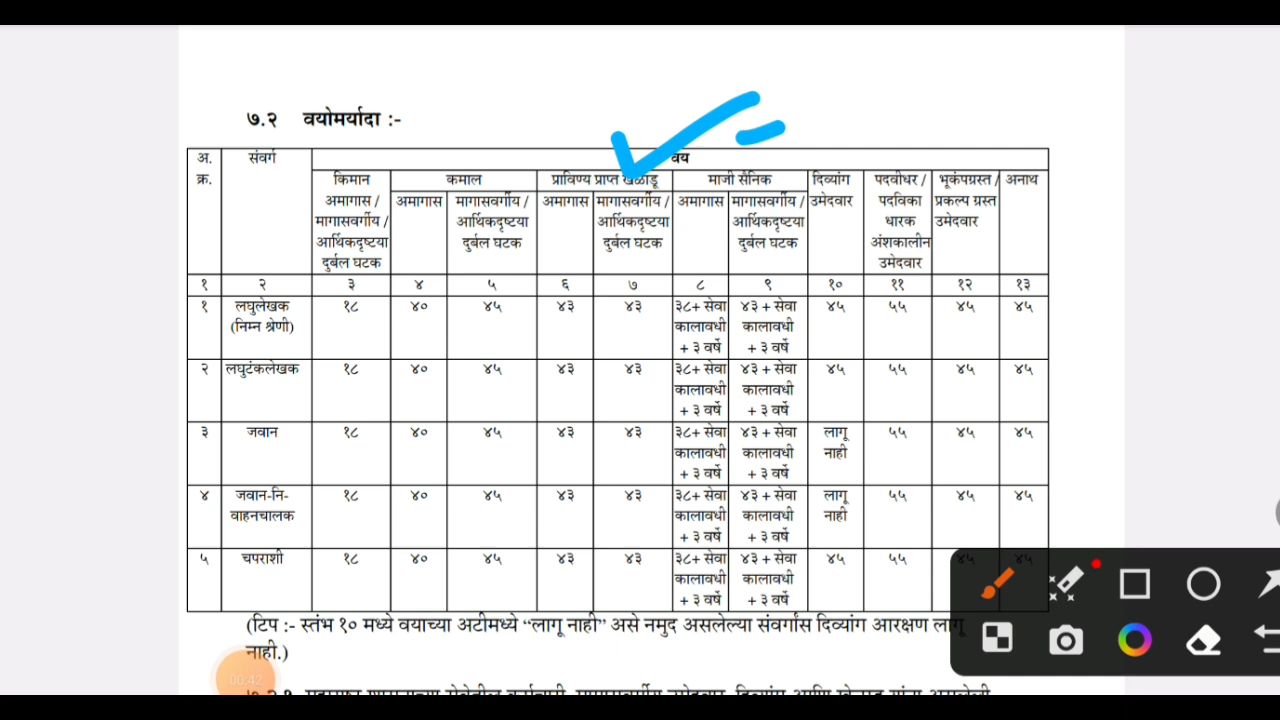 ७.२ वयोमर्यादा :-
अ. क्र. संवर्ग वय
किमान अमागास / मागासवर्गीय / आर्थिकदृष्टया दुर्बल घटक
कमाल
प्राविण्य प्राप्त खेळाडू
माजी सैनिक
दिव्यांग उमेदवार
पदवीधर / पदविका धारक अंशकालीन उमेदवार
भूकंपग्रस्त / प्रकल्प ग्रस्त उमेदवार
अनाथ
अमागास
मागासवर्गीय / आर्थिकदृष्टया दुर्बल घटक
अमागास
मागासवर्गीय / आर्थिकदृष्टया दुर्बल घटक
अमागास
मागासवर्गीय / आर्थिकदृष्टया दुर्बल घटक
१ २ ३ ४ ५ ६ ७ ८ ९ १० ११ १२ १३
१ लघुलेखक (निम्न श्रेणी) १८ ४० ४५ ४३ ४३ ३८+ सेवा कालावधी + ३ वर्षे ४३ + सेवा कालावधी + ३ वर्षे ४५ ५५ ४५ ४५
२ लघुटंकलेखक १८ ४० ४५ ४३ ४३ ३८+ सेवा कालावधी + ३ वर्षे ४३ + सेवा कालावधी + ३ वर्षे ४५ ५५ ४५ ४५
३ जवान १८ ४० ४५ ४३ ४३ ३८+ सेवा कालावधी + ३ वर्षे ४३ + सेवा कालावधी + ३ वर्षे लागू नाही ५५ ४५ ४५
४ जवान-नि-वाहनचालक १८ ४० ४५ ४३ ४३ ३८+ सेवा कालावधी + ३ वर्षे ४३ + सेवा कालावधी + ३ वर्षे लागू नाही ५५ ४५ ४५
५ चपराशी १८ ४० ४५ ४३ ४३ ३८+ सेवा कालावधी + ३ वर्षे ४३ + सेवा कालावधी + ३ वर्षे ४५ ५५ ४५ ४५
(टिप :- स्तंभ १० मध्ये वयाच्या अटीमध्ये “लागू नाही” असे नमुद असलेल्या संवर्गास दिव्यांग आरक्षण लागू
नाही.)
00:42